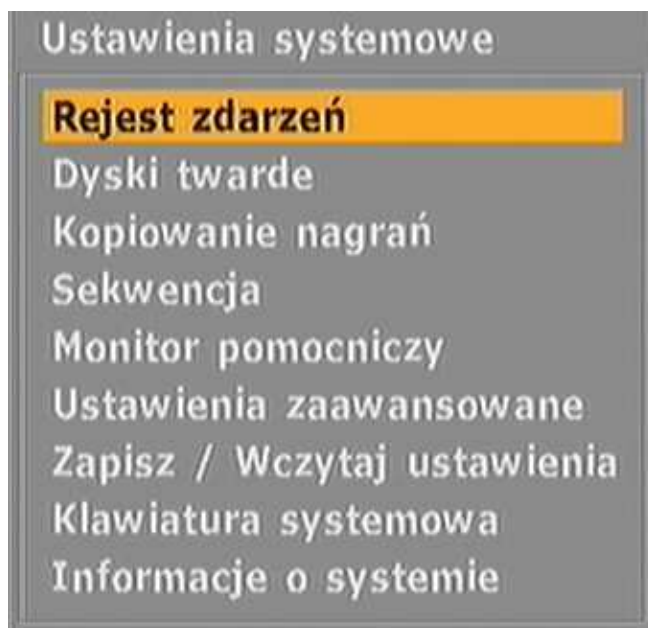 Ustawienia systemowe
Rejest zdarzeń
Dyski twarde
Kopiowanie nagrań
Sekwencja
Monitor pomocniczy
Ustawienia zaawansowane
Zapisz / Wczytaj ustawienia
Klawiatura systemowa
Informacje o systemie